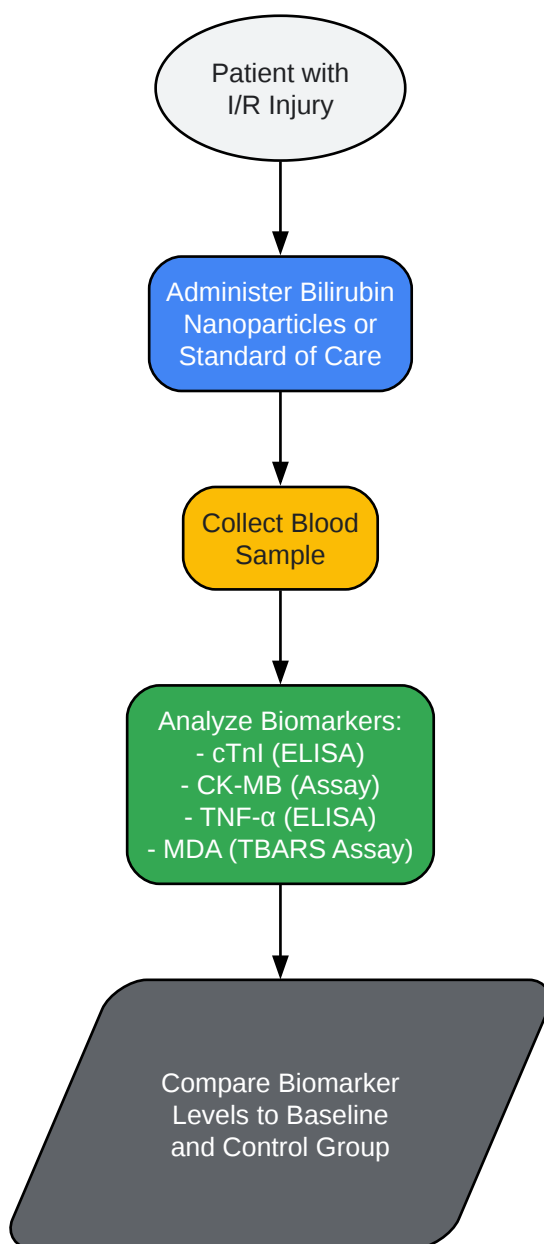 Patient with
I/R Injury
Administer Bilirubin
Nanoparticles or
Standard of Care
Collect Blood
Sample
Analyze Biomarkers:
- cTnI (ELISA)
- CK-MB (Assay)
- TNF-α (ELISA)
- MDA (TBARS Assay)
Compare Biomarker
Levels to Baseline
and Control Group